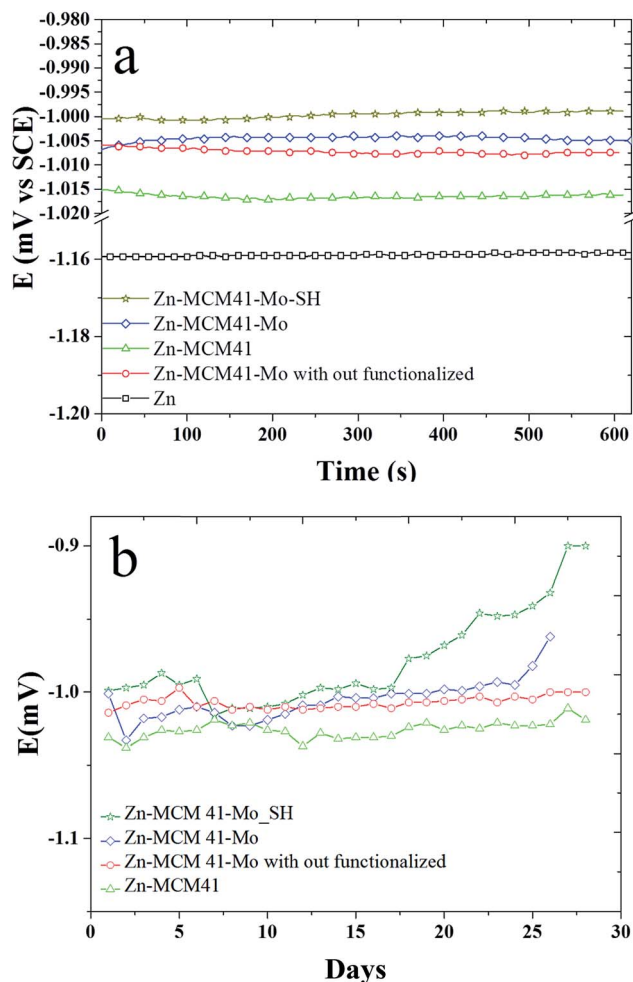 a
-0.980
-0.985
-0.990
-0.995
-1.000
-1.005
-1.010
-1.015
-1.020
-1.16
-1.18
-1.20
E (mV vs SCE)
Zn-MCM41-Mo-SH
Zn-MCM41-Mo
Zn-MCM41
Zn-MCM41-Mo with out functionalized
Zn
0 100 200 300 400 500 600
Time (s)
b
-0.9
-1.0
-1.1
E(mV)
Zn-MCM 41-Mo_SH
Zn-MCM 41-Mo
Zn-MCM 41-Mo with out functionalized
Zn-MCM41
0 5 10 15 20 25 30
Days